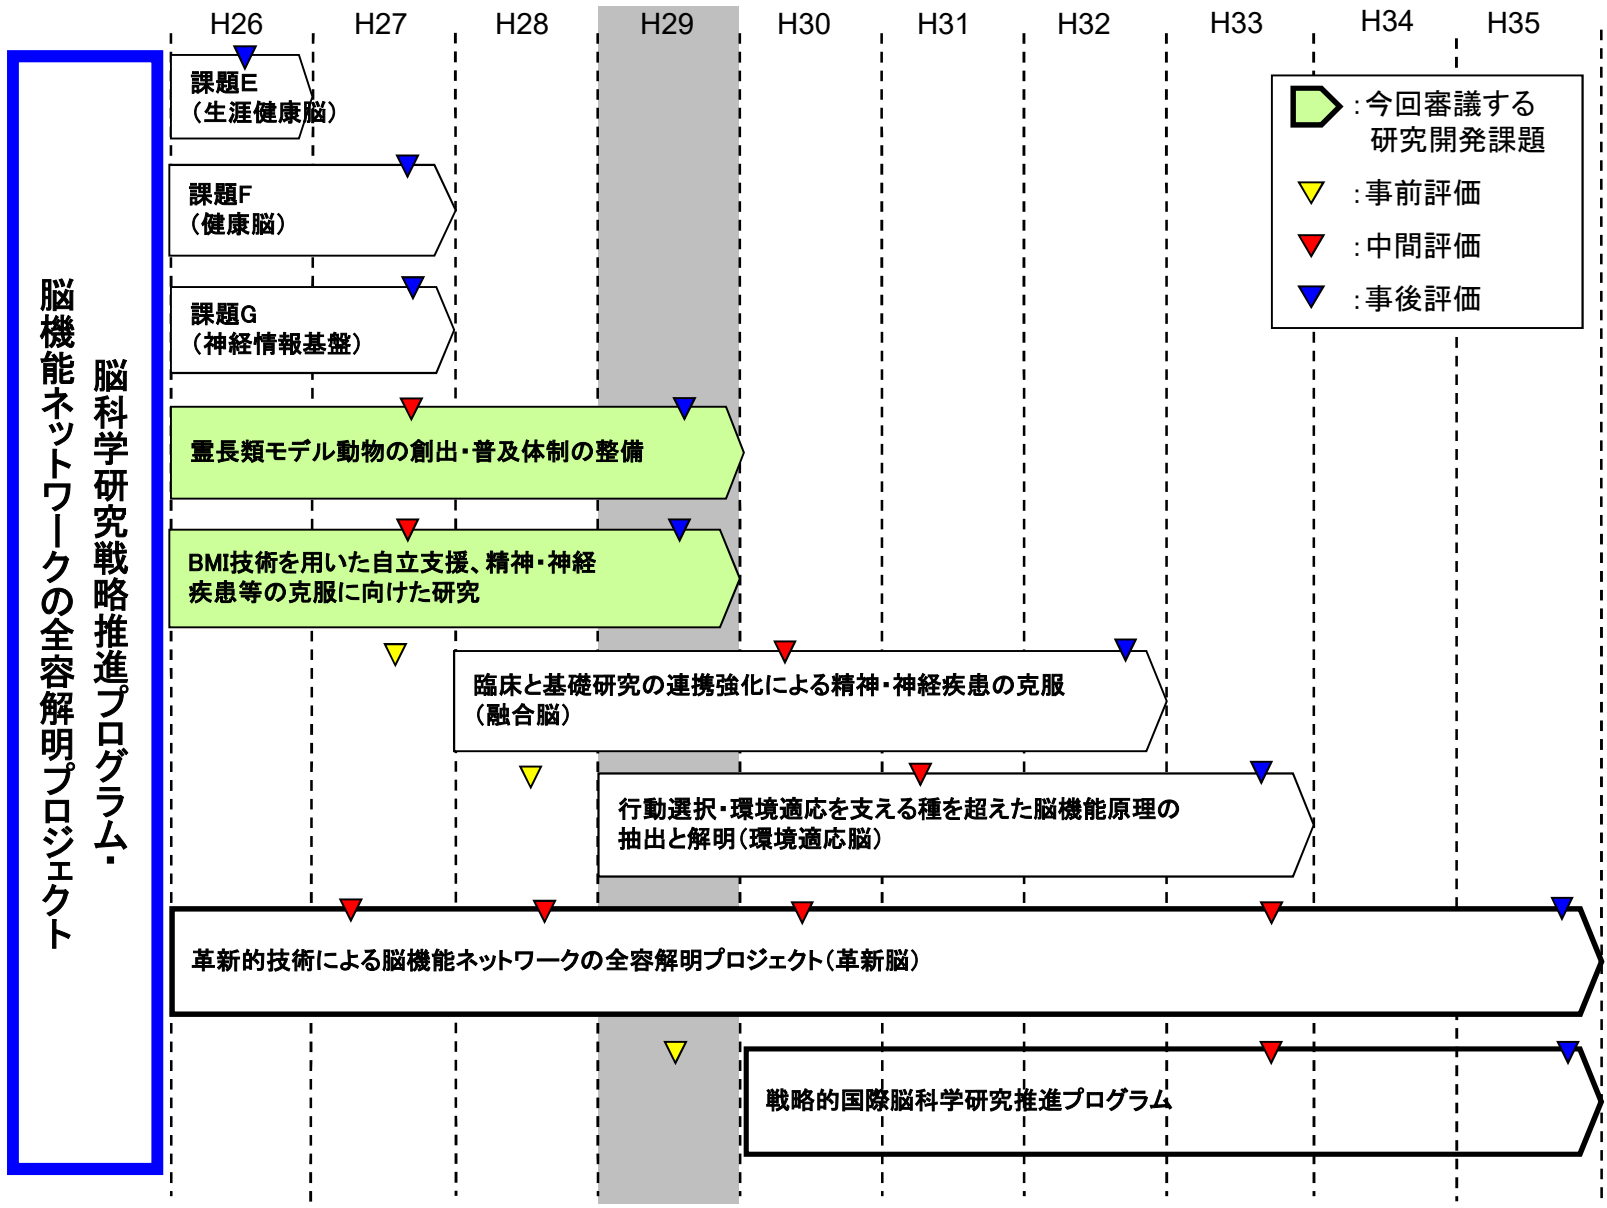 H26 H27 H28 H29 H30 H31 H32 H33 H34 H35
脳科学研究戦略推進プログラム・
脳機能ネットワークの全容解明プロジェクト
課題E
（生涯健康脳）
課題F
（健康脳）
課題G
（神経情報基盤）
霊長類モデル動物の創出・普及体制の整備
BMI技術を用いた自立支援、精神・神経
疾患等の克服に向けた研究
臨床と基礎研究の連携強化による精神・神経疾患の克服
（融合脳）
行動選択・環境適応を支える種を超えた脳機能原理の
抽出と解明（環境適応脳）
革新的技術による脳機能ネットワークの全容解明プロジェクト（革新脳）
戦略的国際脳科学研究推進プログラム
：今回審議する
研究開発課題
：事前評価
：中間評価
：事後評価